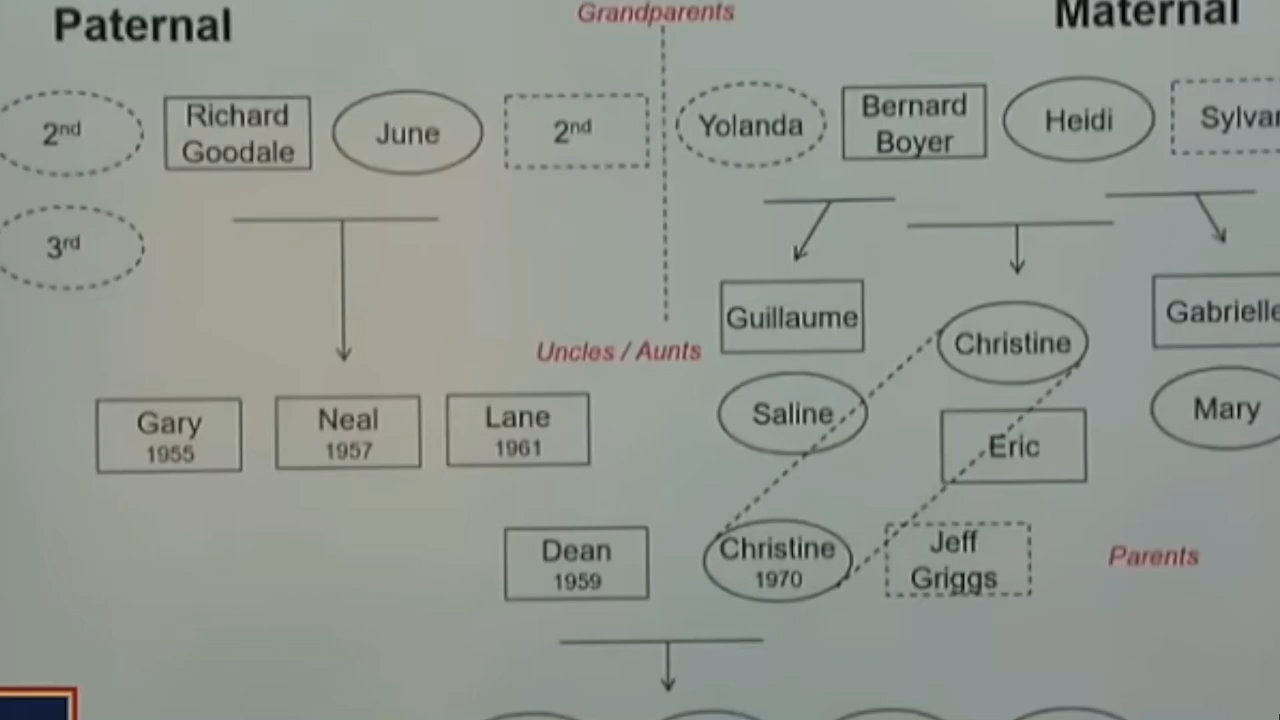 Paternal
Grandparents
Maternal
2nd
Richard
Goodale
June
2nd
Yolanda
Bernard
Boyer
Heidi
3rd
Guillaume
Christine
Uncles / Aunts
Saline
Mary
Gary
1955
Neal
1957
Lane
1961
Eric
Dean
1959
Christine
1970
Jeff
Griggs
Parents